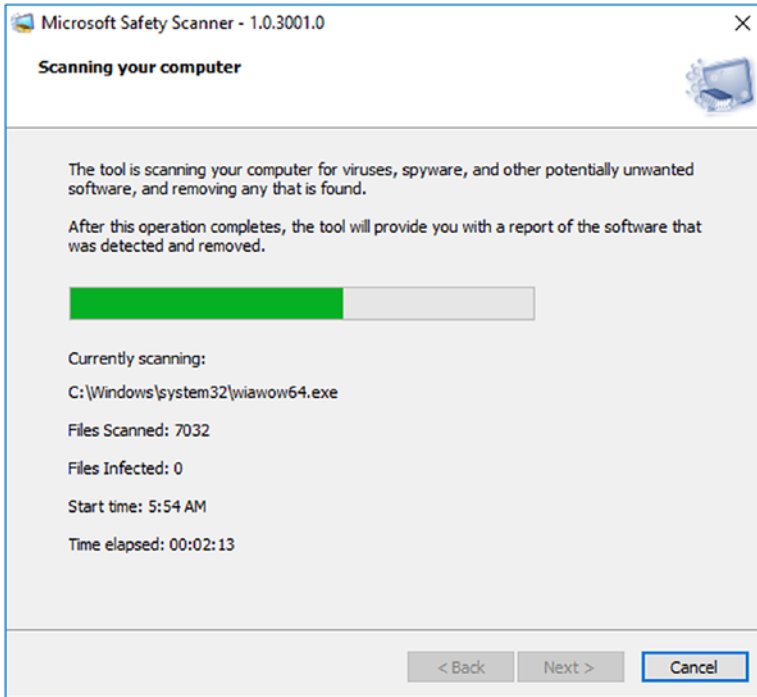 Microsoft Safety Scanner - 1.0.3001.0
Scanning your computer
The tool is scanning your computer for viruses, spyware, and other potentially unwanted
software, and removing any that is found.
After this operation completes, the tool will provide you with a report of the software that
was detected and removed.
Currently scanning:
C:\Windows\system32\wiawow64.exe
Files Scanned: 7032
Files Infected: 0
Start time: 5:54 AM
Time elapsed: 00:02:13
< Back Next > Cancel